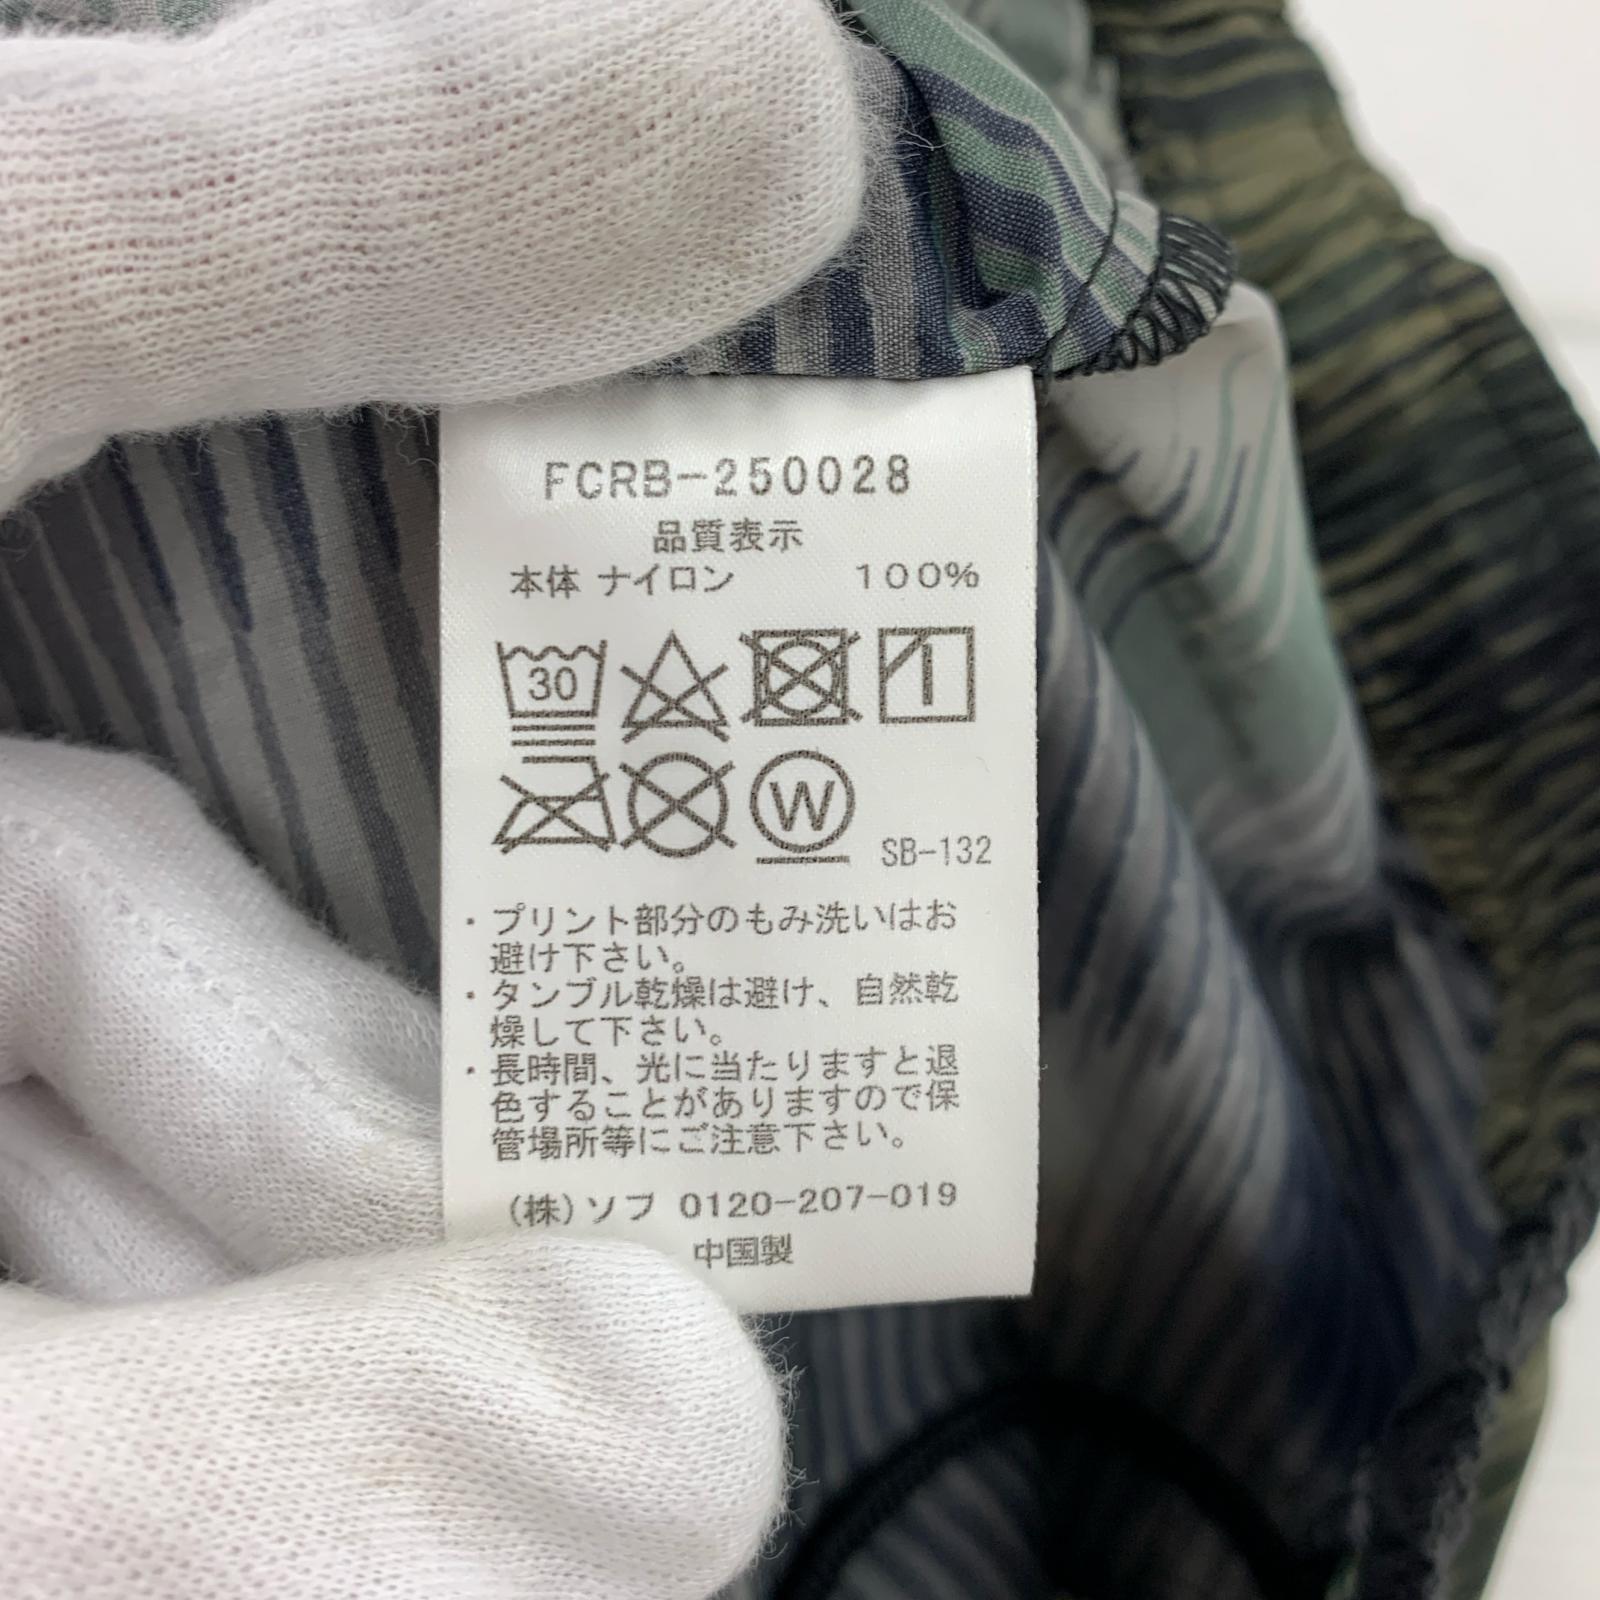 FCRB-250028
品質表示
本体 ナイロン 100%
30
W
SB-132
・プリント部分のもみ洗いはお
避け下さい。
・タンブル乾燥は避け、自然乾
燥して下さい。
・長時間、光に当たりますと退
色することがありますので保
管場所等にご注意下さい。
(株)ソフ 0120-207-019
中国製